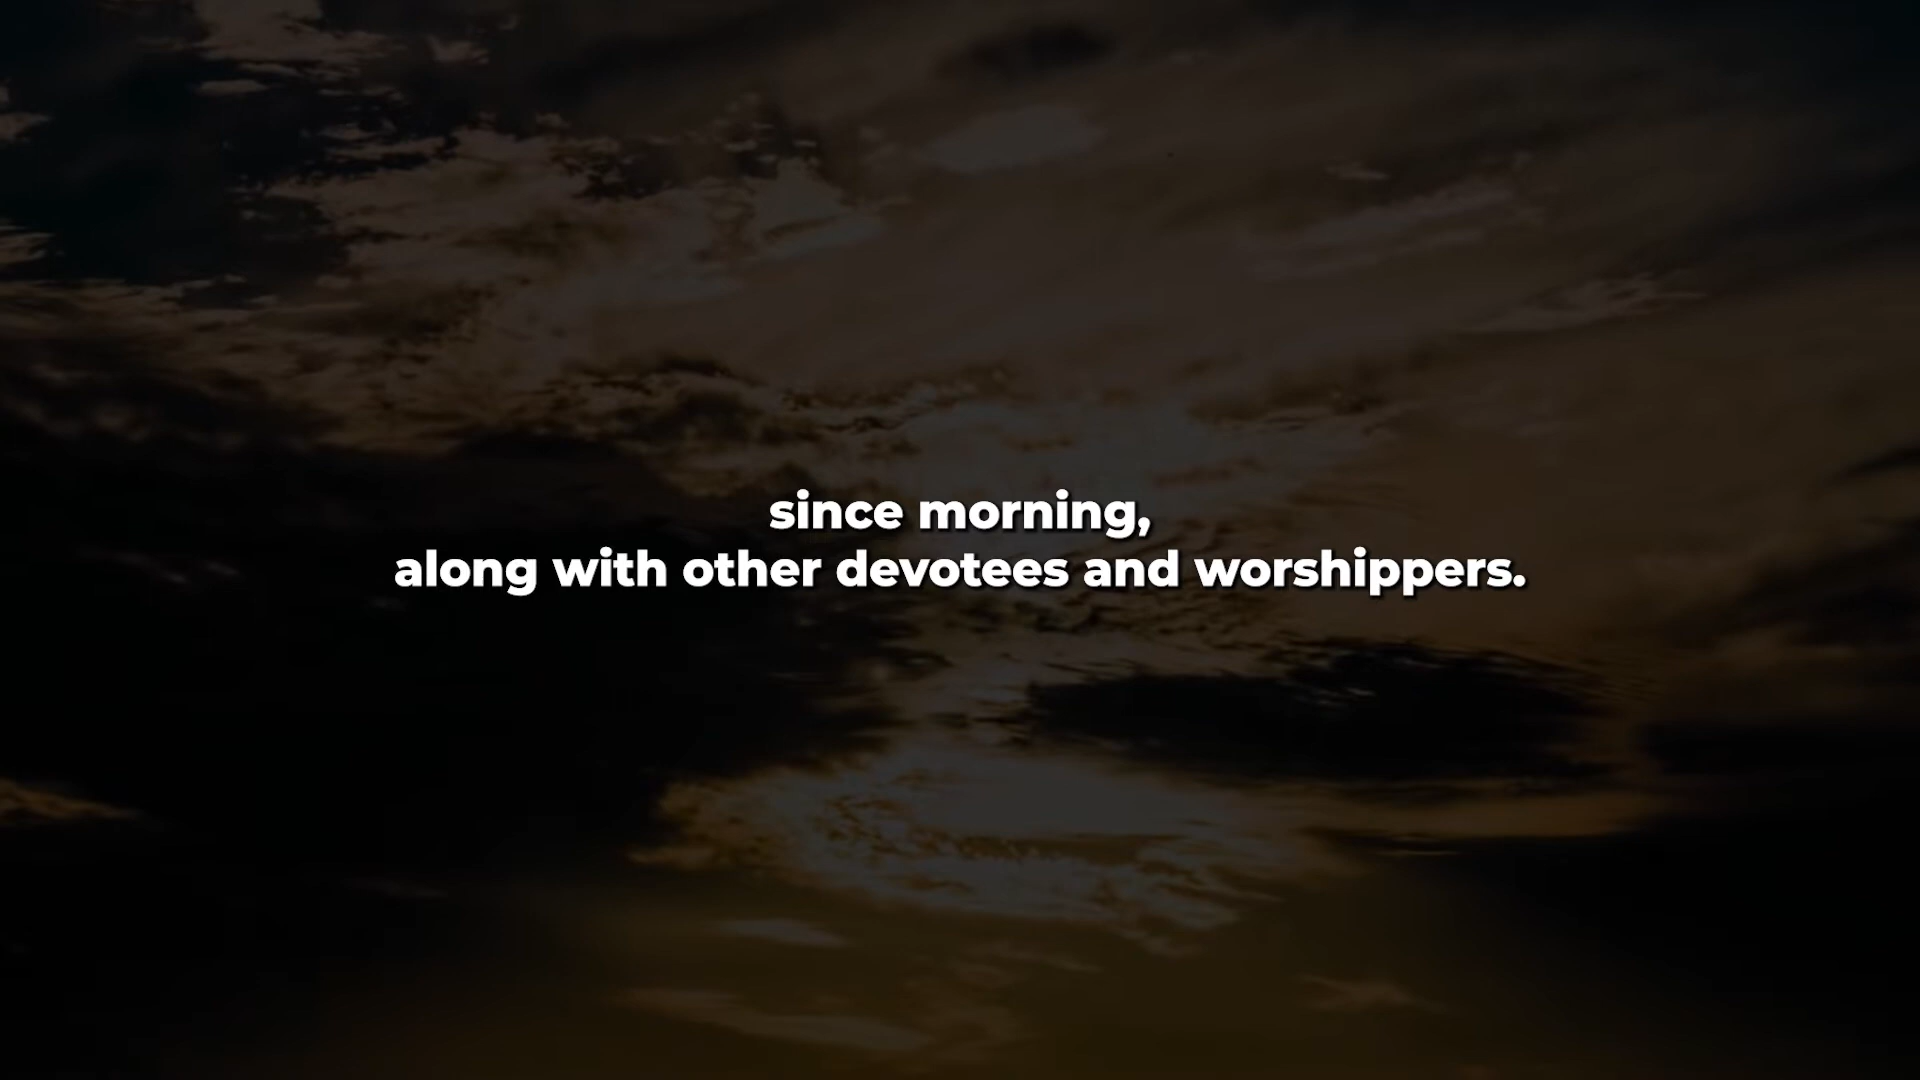 since morning,
along with other devotees and worshippers.